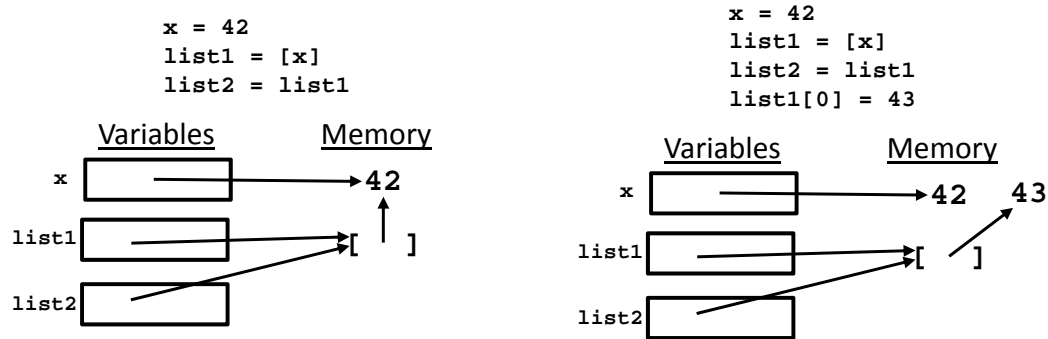 x = 42
list1 = [x]
list2 = list1
Variables Memory
x 42
list1 [ ]
list2
x = 42
list1 = [x]
list2 = list1
list1[0] = 43
Variables Memory
x 42 43
list1 [ ]
list2